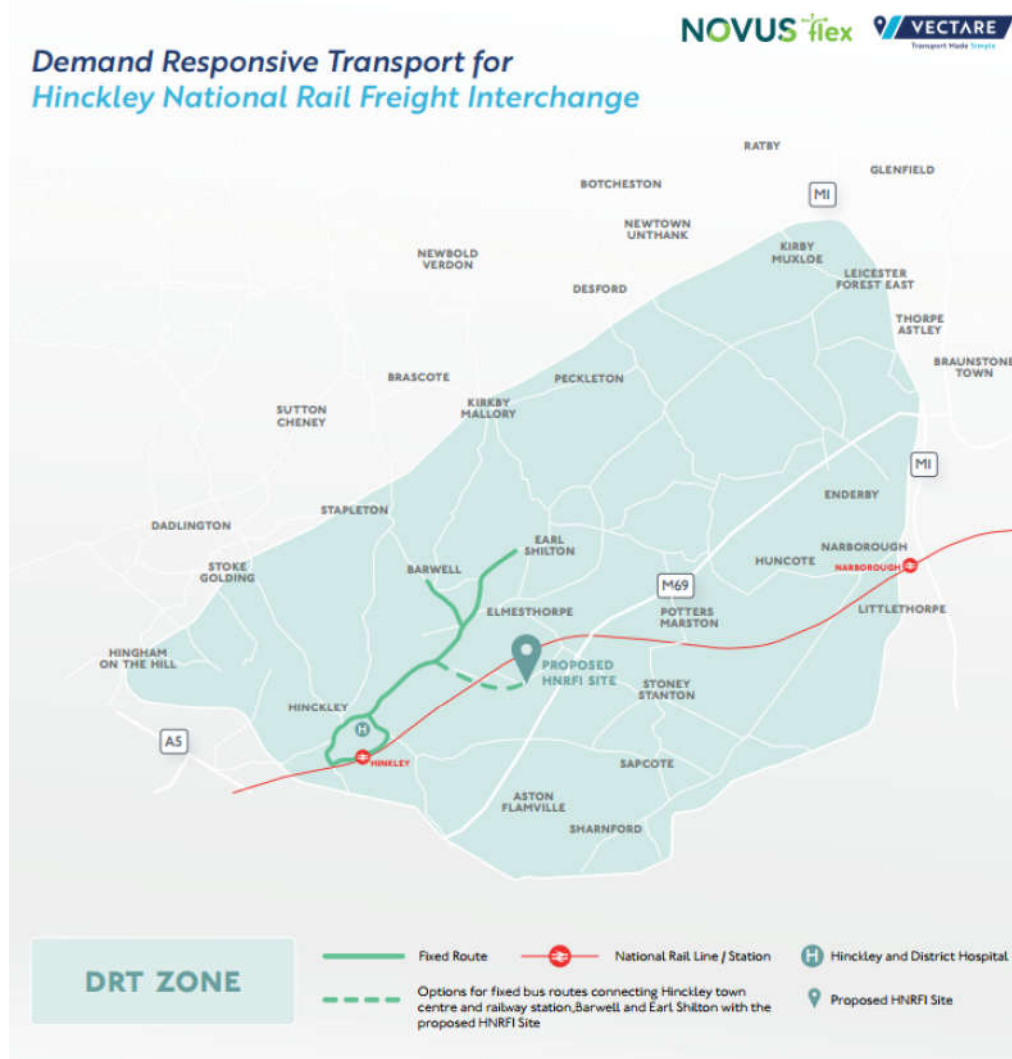 NOVUS flex
VECTARE
Transport Made Simple
Demand Responsive Transport for
Hinckley National Rail Freight Interchange
RATBY
GLENFIELD
BOTCHESTON
M1
NEWTOWN
UNTHANK
KIRBY
MUXLOE
NEWBOLD
VERDON
LEICESTER
FOREST EAST
DESFORD
THORPE
ASTLEY
BRAUNSTONE
TOWN
BRASCOTE
PECKLETON
KIRKBY
MALLORY
SUTTON
CHENEY
M1
ENDERBY
STAPLETON
DADLINGTON
EARL
SHILTON
NARBOROUGH
HUNCOTE
NARBOROUGH
STOKE
GOLDING
BARWELL
M69
ELMESTHORPE
POTTERS
MARSTON
LITTLETHORPE
HINGHAM
ON THE HILL
PROPOSED
HNRFI SITE
STONEY
STANTON
HINCKLEY
H
A5
HINKLEY
SAPCOTE
ASTON
FLAMVILLE
SHARNFORD
DRT ZONE
Fixed Route
National Rail Line / Station
H Hinckley and District Hospital
Options for fixed bus routes connecting Hinckley town
centre and railway station,Barwell and Earl Shilton with the
proposed HNRFI Site
Proposed HNRFI Site